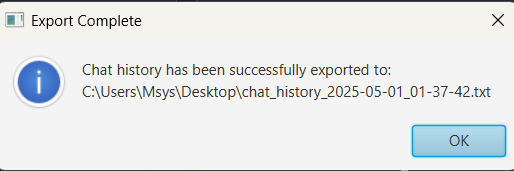 Export Complete
Chat history has been successfully exported to:
C:\Users\Msys\Desktop\chat_history_2025-05-01_01-37-42.txt
OK